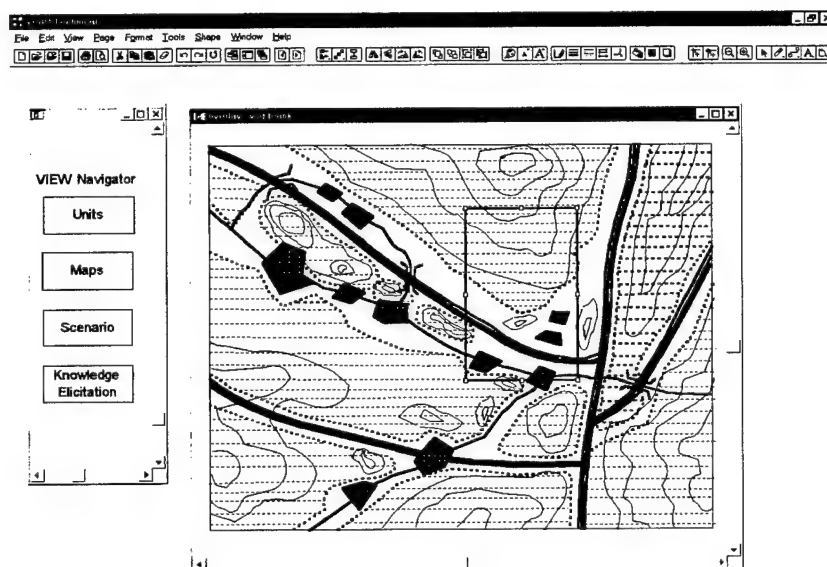 File Edit View Page Format Tools Shape Window Help
VIEW Navigator
Units
Maps
Scenario
Knowledge
Elicitation